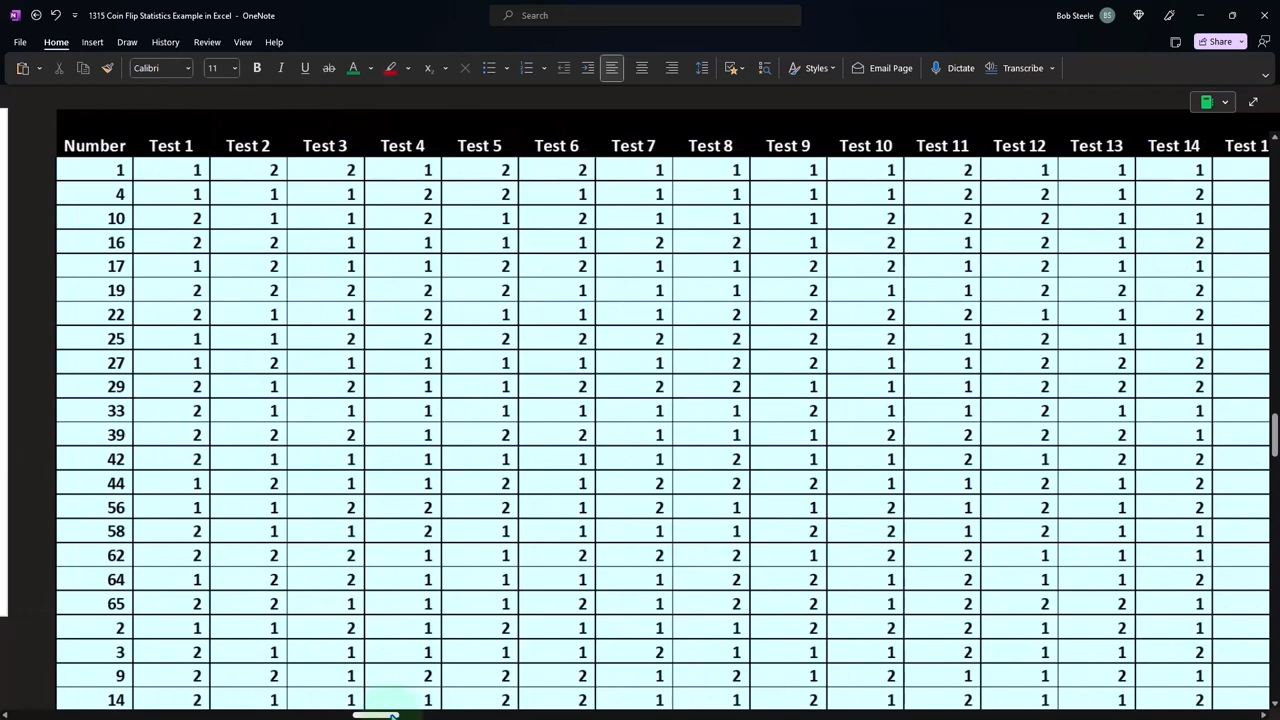 1315 Coin Flip Statistics Example in Excel - OneNote
Search
Bob Steele BS
File Home Insert Draw History Review View Help
Share
Calibri 11 B I U ab A x Styles Email Page Dictate Transcribe
Number Test 1 Test 2 Test 3 Test 4 Test 5 Test 6 Test 7 Test 8 Test 9 Test 10 Test 11 Test 12 Test 13 Test 14 Test 1
1 1 2 2 1 2 2 1 1 1 1 2 1 1 1
4 1 1 1 2 2 1 1 1 1 1 2 2 1 2
10 2 1 1 2 1 2 1 1 1 2 2 2 1 1
16 2 2 1 1 1 1 2 2 1 2 1 2 1 2
17 1 2 1 1 2 2 1 1 2 2 1 2 1 1
19 2 2 2 2 2 1 1 1 2 1 1 2 2 2
22 2 1 1 2 1 1 1 2 2 2 2 1 1 2
25 1 1 2 2 2 2 2 2 2 2 1 2 1 1
27 1 2 1 1 1 1 1 2 2 1 1 2 2 2
29 2 1 2 1 1 2 2 2 1 1 1 2 2 2
33 2 1 1 1 1 1 1 1 2 1 1 2 1 1
39 2 2 2 1 2 2 1 1 1 2 2 2 2 1
42 2 1 1 1 1 1 1 2 1 1 2 1 2 2
44 1 2 1 1 1 1 2 2 2 1 1 2 1 2
56 1 1 2 2 2 1 2 1 1 2 1 2 1 2
58 2 1 1 2 1 1 1 1 2 2 1 2 1 1
62 2 2 2 1 1 2 2 2 1 2 2 1 1 1
64 1 2 2 1 1 1 1 2 2 1 2 1 1 2
65 2 2 1 1 1 2 1 2 2 1 2 2 2 1
2 1 1 2 1 2 1 1 1 2 2 2 1 2 1
3 2 1 1 1 1 1 2 1 1 1 2 1 1 2
9 2 2 1 2 2 2 1 2 1 2 1 1 2 1
14 2 1 1 1 2 2 1 1 2 1 2 1 1 2